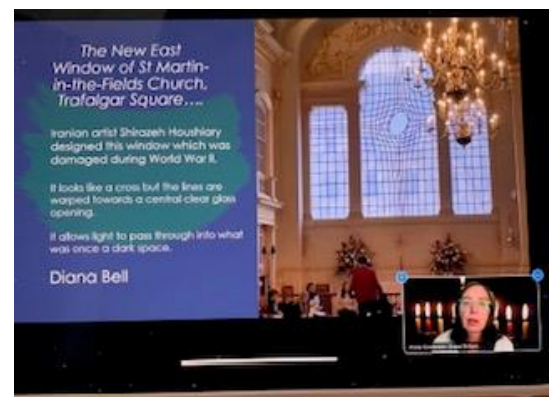 The New East
Window of St Martin-
in-the-Fields Church,
Trafalgar Square....
Iranian artist Shirazeh Houshiary
designed this window which was
damaged during World War II.
It looks like a cross but the lines are
warped towards a central clear glass
opening.
It allows light to pass through into what
was once a dark space.
Diana Bell